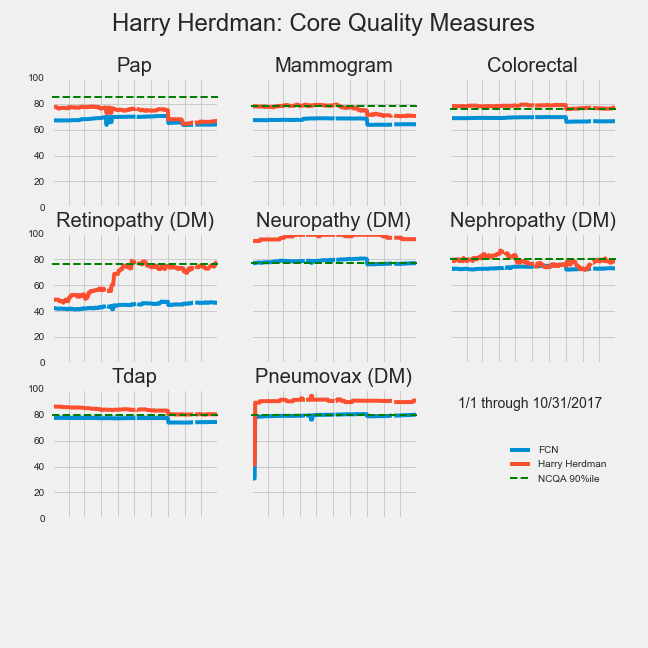 Harry Herdman: Core Quality Measures
Pap
Mammogram
Colorectal
100
80
60
40
20
0
Retinopathy (DM)
Neuropathy (DM)
Nephropathy (DM)
100
80
60
40
20
0
Tdap
Pneumovax (DM)
100
80
60
40
20
0
1/1 through 10/31/2017
FCN
Harry Herdman
NCQA 90%ile